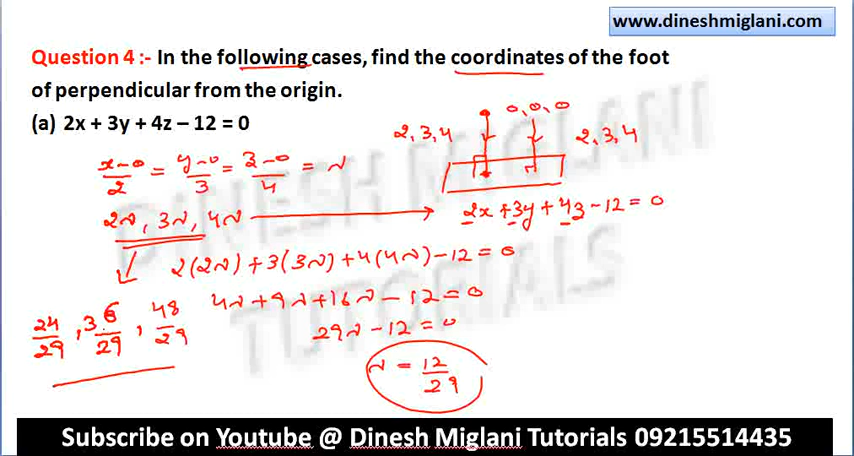 www.dineshmiglani.com
Question 4 :- In the following cases, find the coordinates of the foot
of perpendicular from the origin.
(a) 2x + 3y + 4z – 12 = 0
0, 0, 0
2, 3, 4
2, 3, 4
x-0/2 = y-0/3 = z-0/4 = λ
2λ, 3λ, 4λ
2x + 3y + 4z - 12 = 0
2(2λ) + 3(3λ) + 4(4λ) - 12 = 0
4λ + 9λ + 16λ - 12 = 0
24/29, 36/29, 48/29
29λ - 12 = 0
λ = 12/29
DINESH MIGLANI
TUTORIALS
Subscribe on Youtube @ Dinesh Miglani Tutorials 09215514435